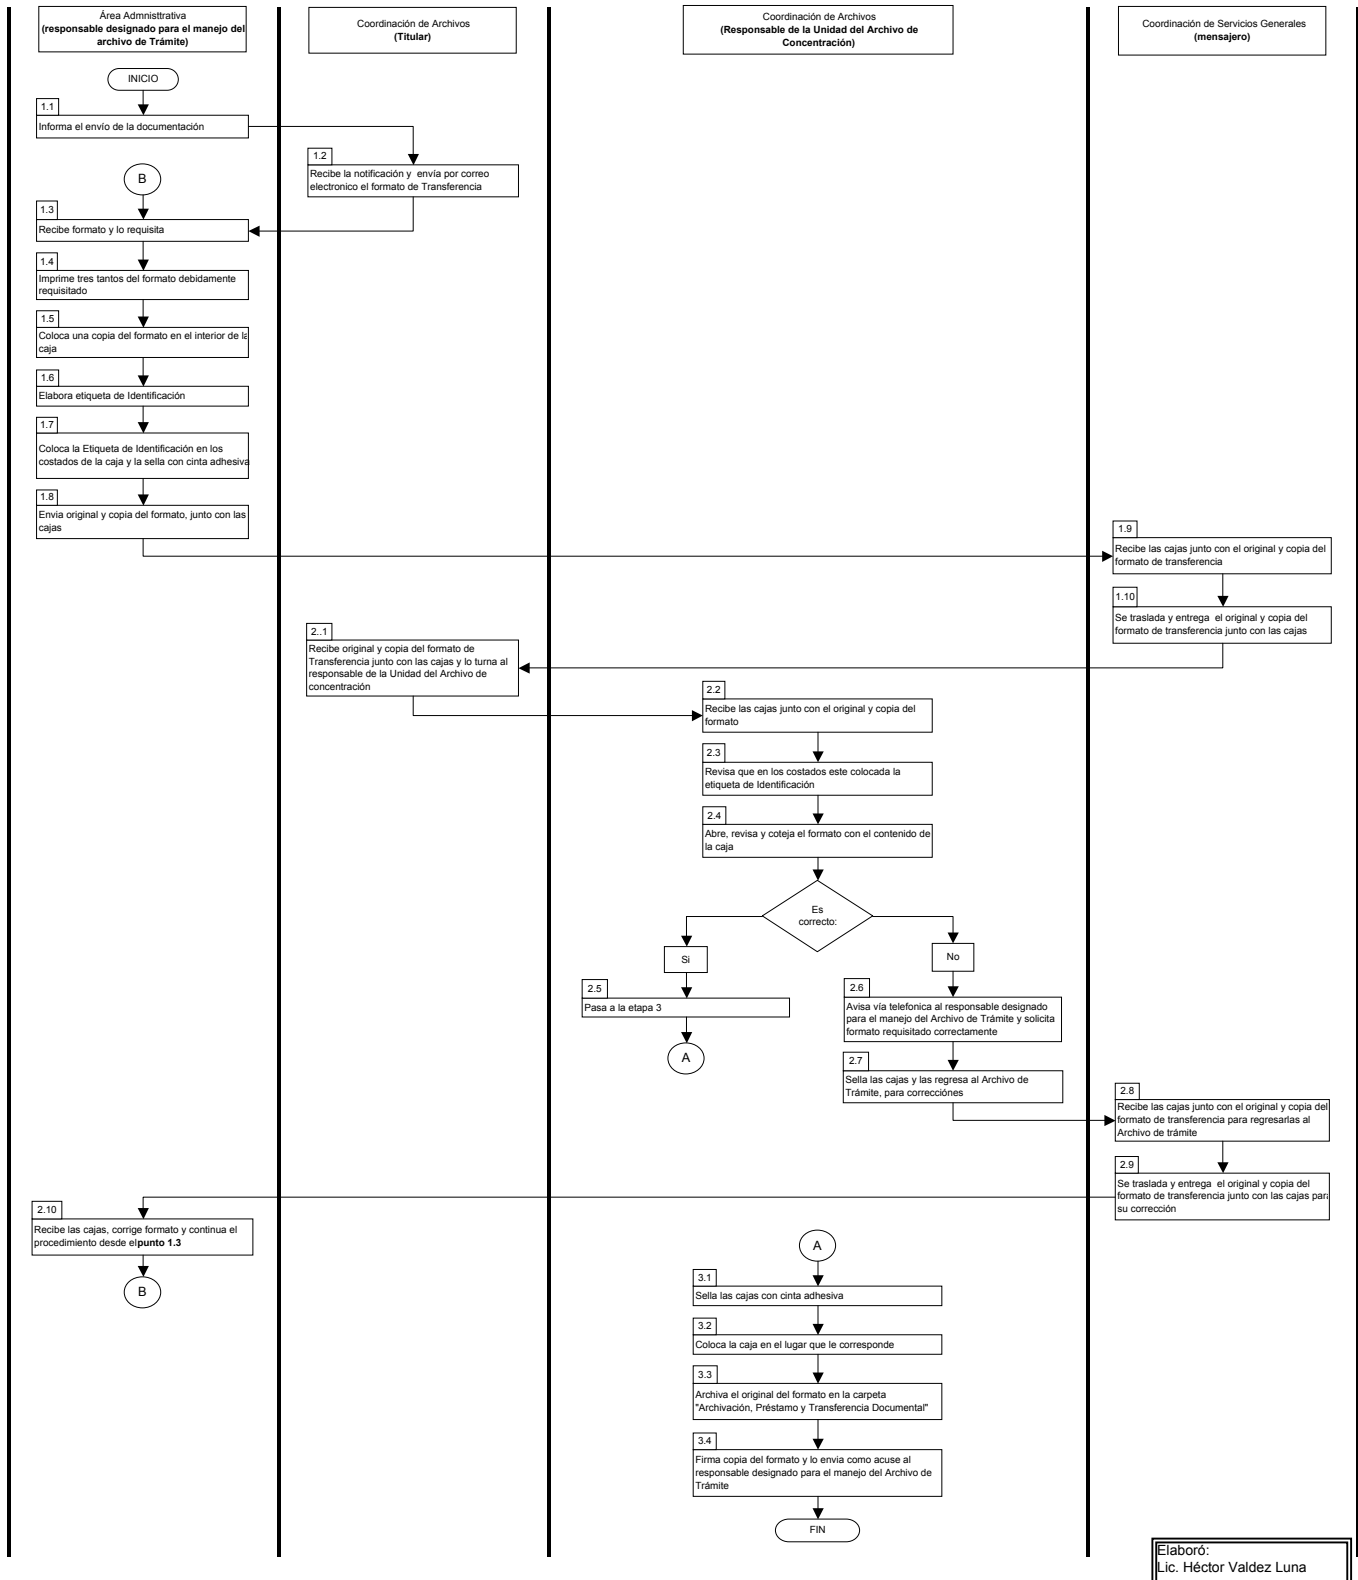 Área Admnisttrativa
(responsable designado para el manejo del
archivo de Trámite)
Coordinación de Archivos
(Titular)
Coordinación de Archivos
(Responsable de la Unidad del Archivo de
Concentración)
Coordinación de Servicios Generales
(mensajero)
INICIO
1.1
Informa el envío de la documentación
1.2
Recibe la notificación y envía por correo
electronico el formato de Transferencia
B
1.3
Recibe formato y lo requisita
1.4
Imprime tres tantos del formato debidamente
requisitado
1.5
Coloca una copia del formato en el interior de la
caja
1.6
Elabora etiqueta de Identificación
1.7
Coloca la Etiqueta de Identificación en los
costados de la caja y la sella con cinta adhesiva
1.8
Envia original y copia del formato, junto con las
cajas
1.9
Recibe las cajas junto con el original y copia del
formato de transferencia
1.10
Se traslada y entrega el original y copia del
formato de transferencia junto con las cajas
2..1
Recibe original y copia del formato de
Transferencia junto con las cajas y lo turna al
responsable de la Unidad del Archivo de
concentración
2.2
Recibe las cajas junto con el original y copia del
formato
2.3
Revisa que en los costados este colocada la
etiqueta de Identificación
2.4
Abre, revisa y coteja el formato con el contenido de
la caja
Es
correcto:
Si
No
2.5
Pasa a la etapa 3
A
2.6
Avisa vía telefonica al responsable designado
para el manejo del Archivo de Trámite y solicita
formato requisitado correctamente
2.7
Sella las cajas y las regresa al Archivo de
Trámite, para correcciónes
2.8
Recibe las cajas junto con el original y copia del
formato de transferencia para regresarlas al
Archivo de trámite
2.9
Se traslada y entrega el original y copia del
formato de transferencia junto con las cajas para
su corrección
2.10
Recibe las cajas, corrige formato y continua el
procedimiento desde elpunto 1.3
B
A
3.1
Sella las cajas con cinta adhesiva
3.2
Coloca la caja en el lugar que le corresponde
3.3
Archiva el original del formato en la carpeta
"Archivación, Préstamo y Transferencia Documental"
3.4
Firma copia del formato y lo envia como acuse al
responsable designado para el manejo del Archivo de
Trámite
FIN
Elaboró:
Lic. Héctor Valdez Luna